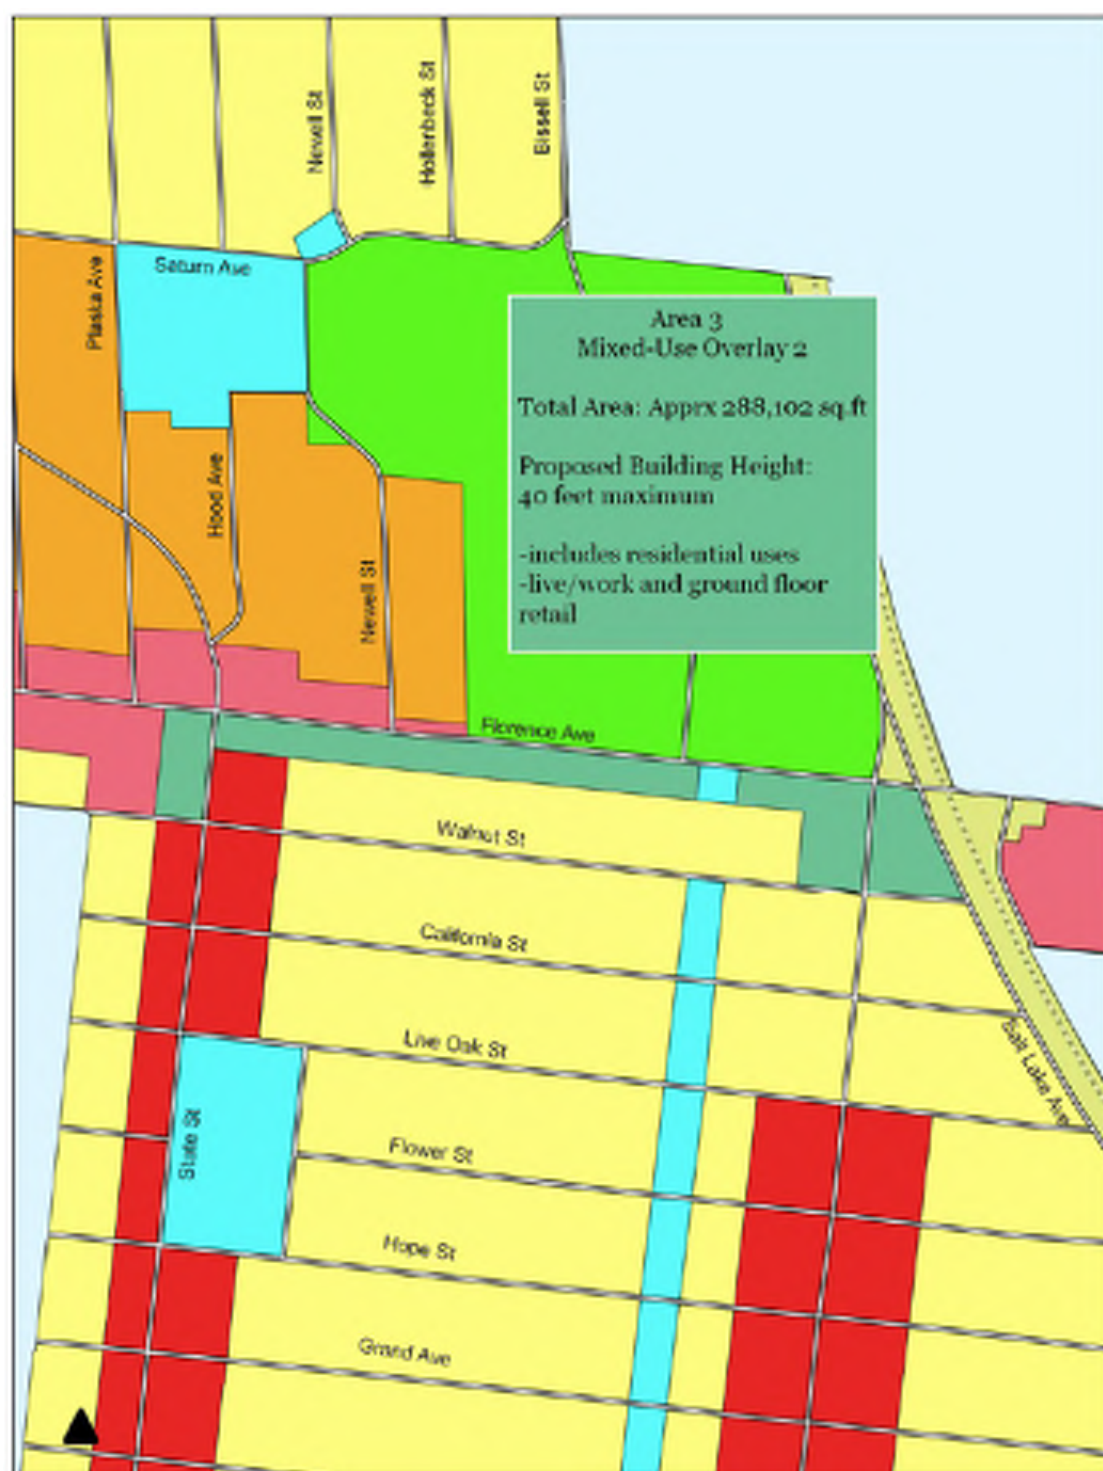 Newell St
Hollenbeck St
Bissell St
Saturn Ave
Plaska Ave
Area 3
Mixed-Use Overlay 2
Total Area: Apprx 288,102 sq.ft
Proposed Building Height:
40 feet maximum
-includes residential uses
-live/work and ground floor
retail
Hood Ave
Newell St
Florence Ave
Walnut St
California St
Live Oak St
Salt Lake Ave
State St
Flower St
Hope St
Grand Ave